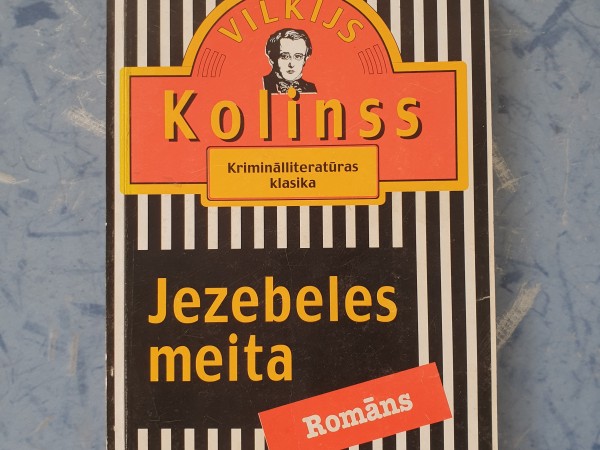 VILKIJS
Kolinss
Kriminālliteratūras
klasika
Jezebeles
meita
Romāns